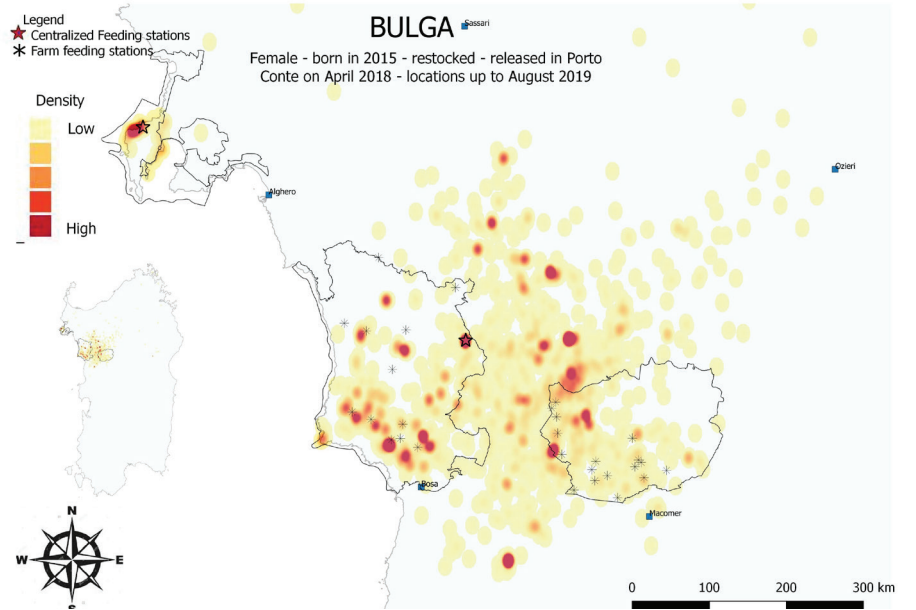 Legend
Centralized Feeding stations
Farm feeding stations
BULGA
Sassari
Female - born in 2015 - restocked - released in Porto
Conte on April 2018 - locations up to August 2019
Density
Low
High
Alghero
Ozieri
Bosa
Macomer
N
W
E
S
0 100 200 300 km